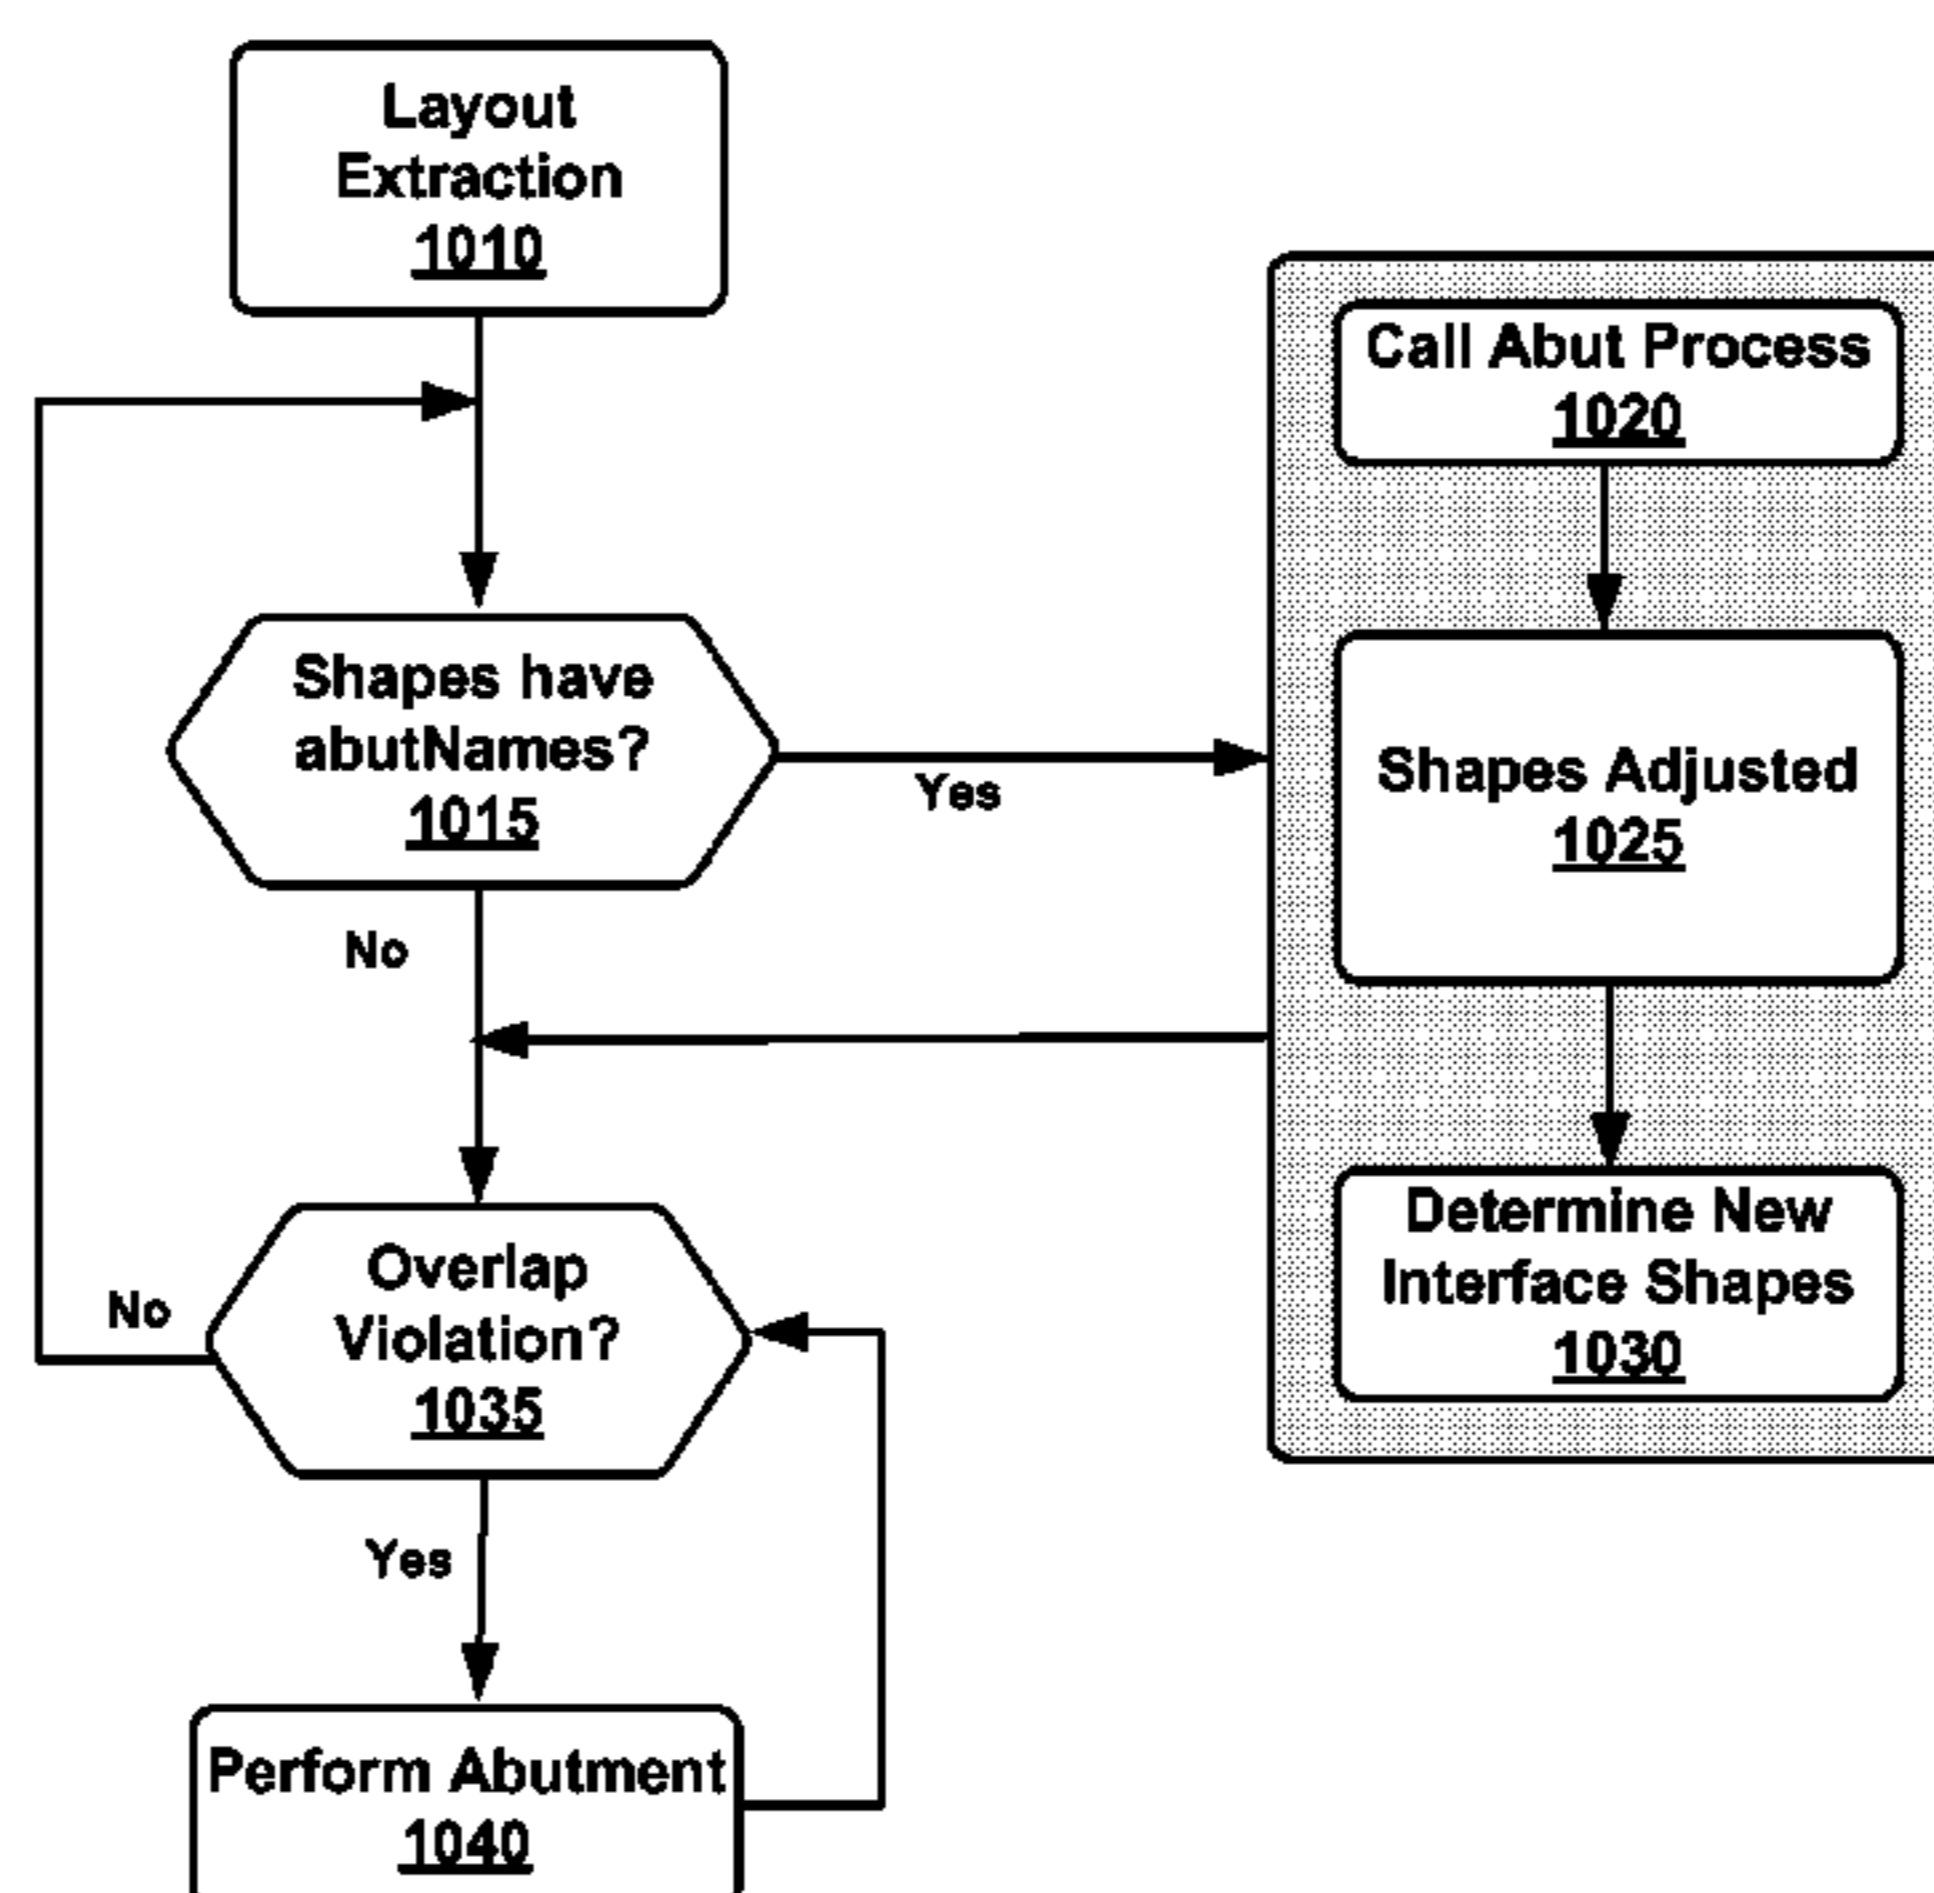 Layout
Extraction
1010
Shapes have
abutNames?
1015
Yes
No
Call Abut Process
1020
Shapes Adjusted
1025
Determine New
Interface Shapes
1030
Overlap
Violation?
1035
No
Yes
Perform Abutment
1040